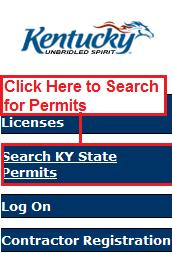 Kentucky
UNBRIDLED SPIRIT
Click Here to Search
for Permits
Licenses
Search KY State
Permits
Log On
Contractor Registration